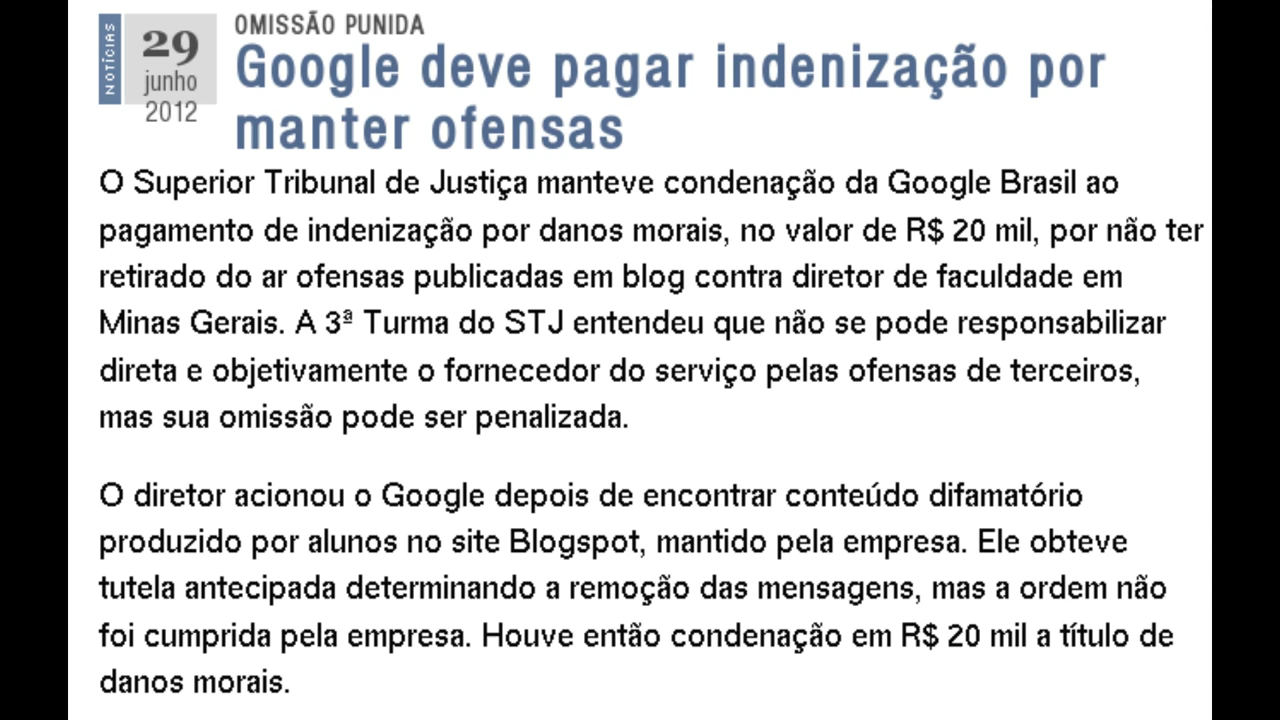 NOTÍCIAS
29
junho
2012
OMISSÃO PUNIDA
Google deve pagar indenização por
manter ofensas
O Superior Tribunal de Justiça manteve condenação da Google Brasil ao
pagamento de indenização por danos morais, no valor de R$ 20 mil, por não ter
retirado do ar ofensas publicadas em blog contra diretor de faculdade em
Minas Gerais. A 3ª Turma do STJ entendeu que não se pode responsabilizar
direta e objetivamente o fornecedor do serviço pelas ofensas de terceiros,
mas sua omissão pode ser penalizada.
O diretor acionou o Google depois de encontrar conteúdo difamatório
produzido por alunos no site Blogspot, mantido pela empresa. Ele obteve
tutela antecipada determinando a remoção das mensagens, mas a ordem não
foi cumprida pela empresa. Houve então condenação em R$ 20 mil a título de
danos morais.